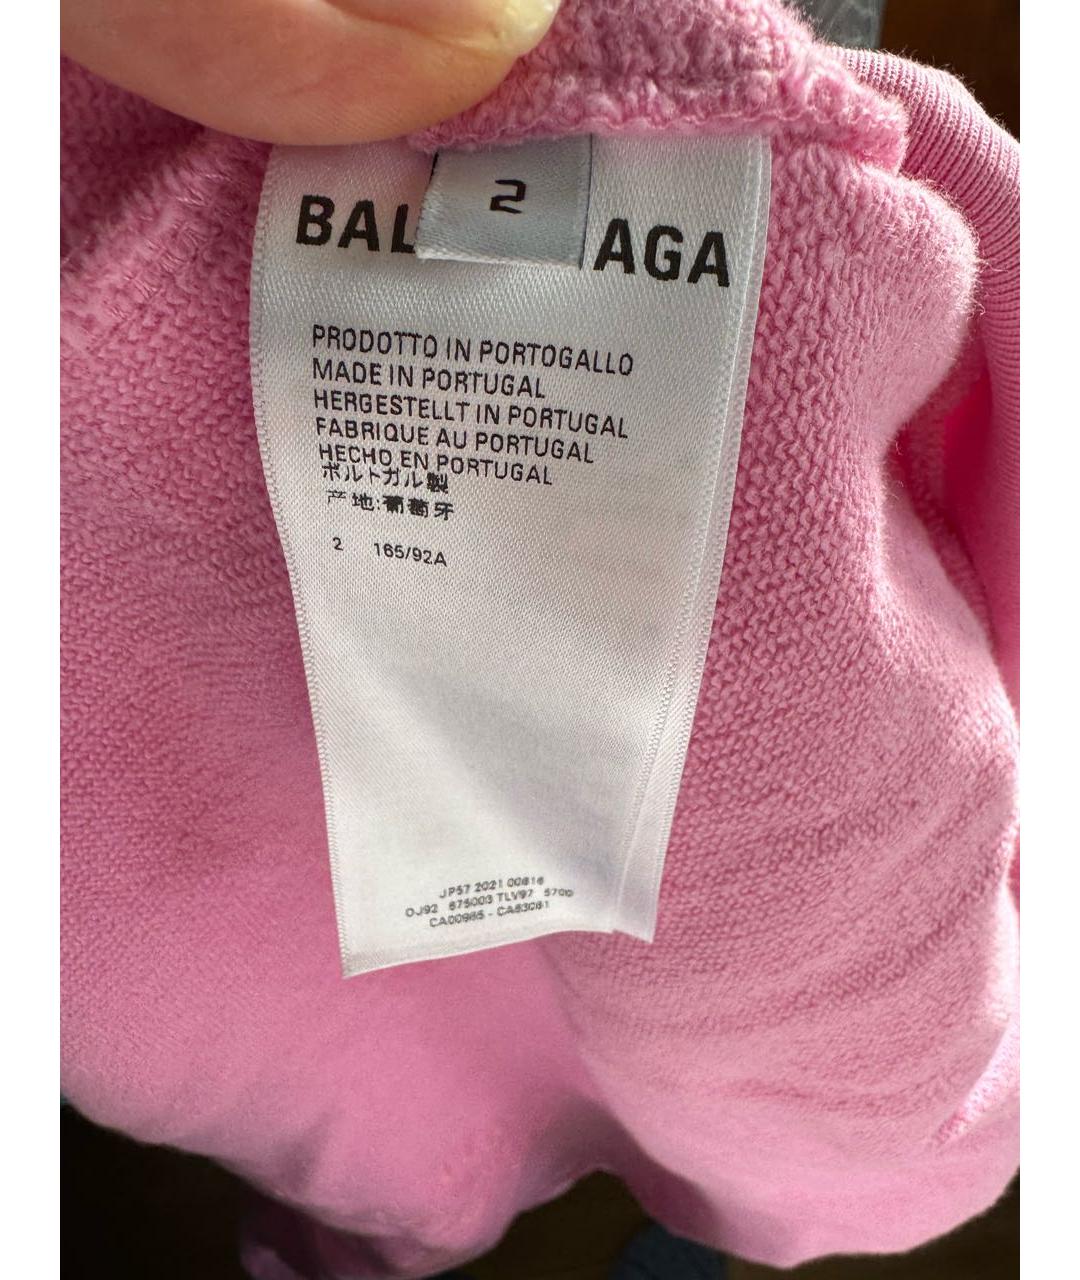 2
BAL AGA
PRODOTTO IN PORTOGALLO
MADE IN PORTUGAL
HERGESTELLT IN PORTUGAL
FABRIQUE AU PORTUGAL
HECHO EN PORTUGAL
ポルトガル製
产地:葡萄牙
2 165/92A
JP57 2021 00816
OJ92 675003 TLV97 5700
CA00965 - CA63061